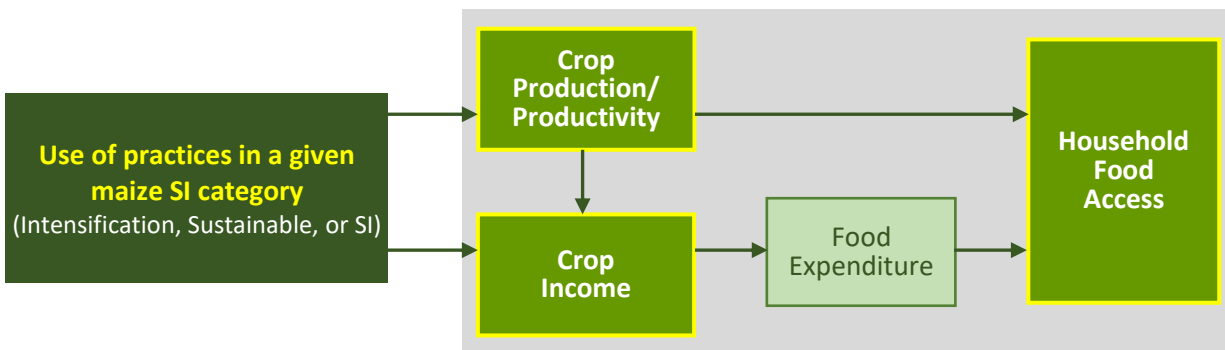 Use of practices in a given
maize SI category
(Intensification, Sustainable, or SI)
Crop
Production/
Productivity
Crop
Income
Food
Expenditure
Household
Food
Access